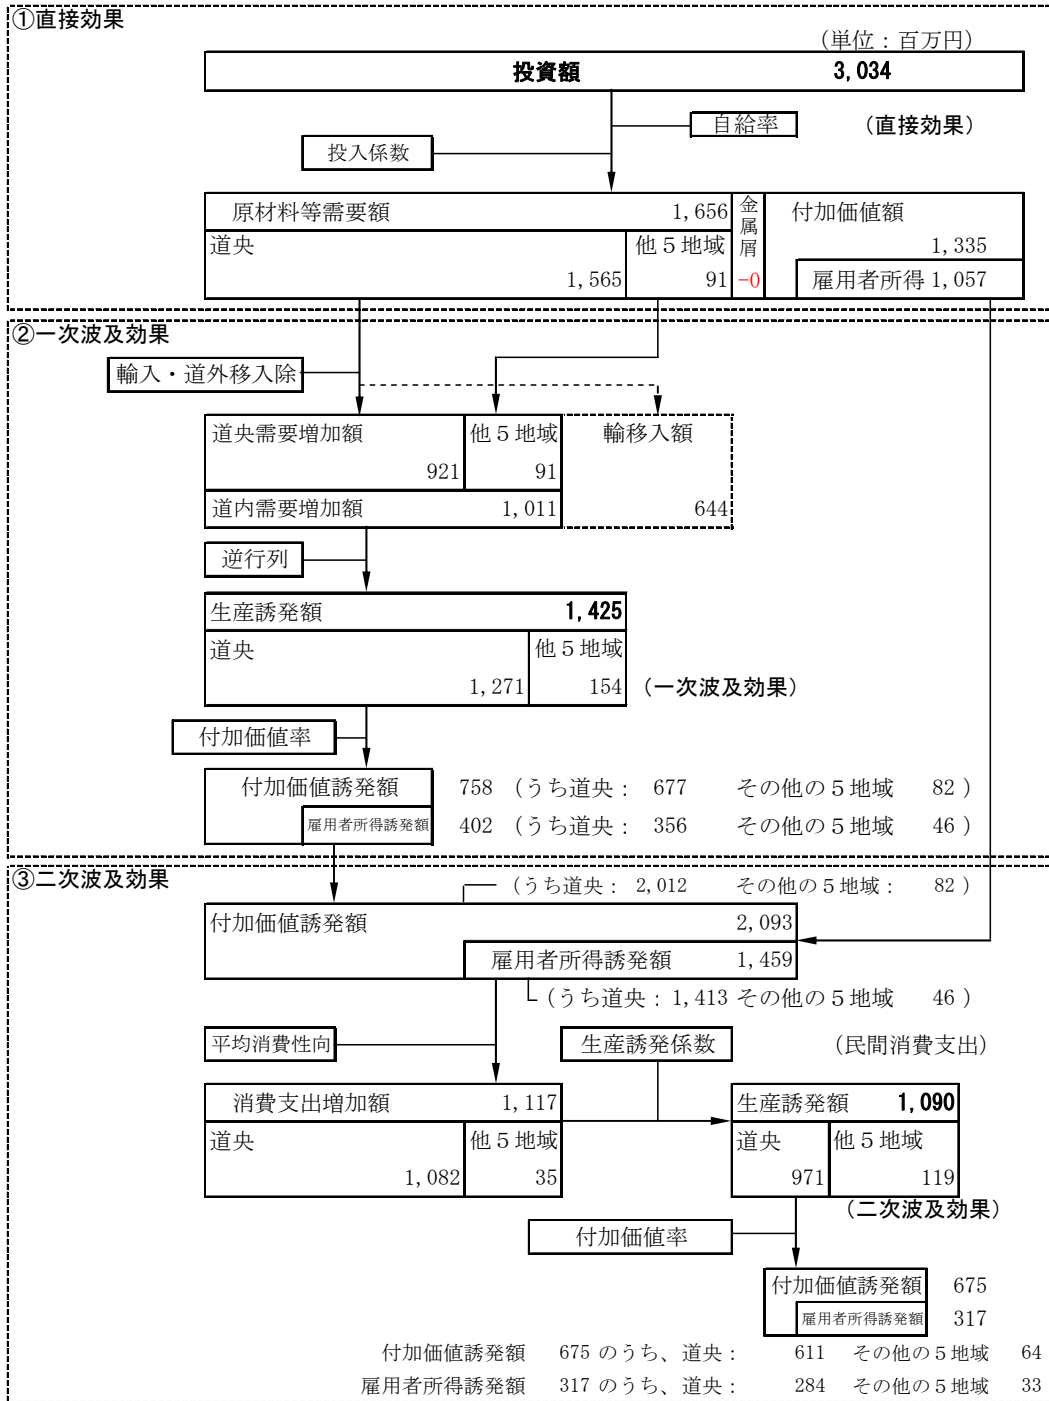 ①直接効果
(単位：百万円)
投資額 3,034
自給率 (直接効果)
投入係数
原材料等需要額 1,656 金属屑 付加価値額
道央 他５地域 1,335
1,565 91 -0 雇用者所得 1,057
②一次波及効果
輸入・道外移入除
道央需要増加額 他５地域 輸移入額
921 91
道内需要増加額 1,011 644
逆行列
生産誘発額 1,425
道央 他５地域
1,271 154 (一次波及効果)
付加価値率
付加価値誘発額 758 (うち道央： 677 その他の５地域 82 )
雇用者所得誘発額 402 (うち道央： 356 その他の５地域 46 )
③二次波及効果
(うち道央： 2,012 その他の５地域： 82 )
付加価値誘発額 2,093
雇用者所得誘発額 1,459
(うち道央：1,413 その他の５地域 46 )
平均消費性向 生産誘発係数 (民間消費支出)
消費支出増加額 1,117 生産誘発額 1,090
道央 他５地域 道央 他５地域
1,082 35 971 119
(二次波及効果)
付加価値率
付加価値誘発額 675
雇用者所得誘発額 317
付加価値誘発額 675 のうち、道央： 611 その他の５地域 64
雇用者所得誘発額 317 のうち、道央： 284 その他の５地域 33